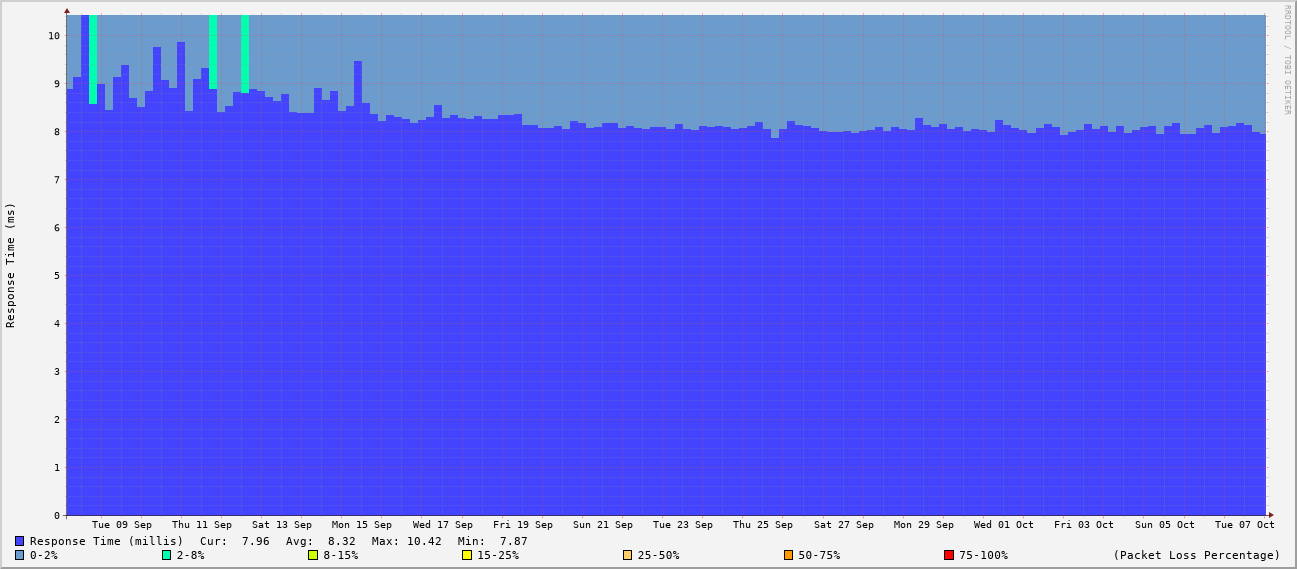 RRDTOOL / TOBI OETIKER
Response Time (ms)
10
9
8
7
6
5
4
3
2
1
0
Tue 09 Sep Thu 11 Sep Sat 13 Sep Mon 15 Sep Wed 17 Sep Fri 19 Sep Sun 21 Sep Tue 23 Sep Thu 25 Sep Sat 27 Sep Mon 29 Sep Wed 01 Oct Fri 03 Oct Sun 05 Oct Tue 07 Oct
Response Time (millis) Cur: 7.96 Avg: 8.32 Max: 10.42 Min: 7.87
0-2% 2-8% 8-15% 15-25% 25-50% 50-75% 75-100% (Packet Loss Percentage)